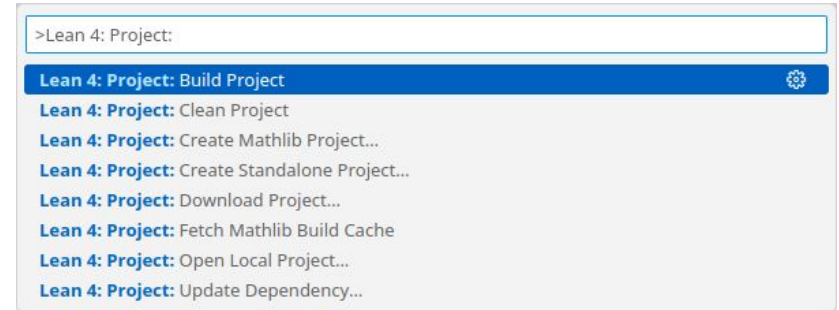 >Lean 4: Project:
Lean 4: Project: Build Project
Lean 4: Project: Clean Project
Lean 4: Project: Create Mathlib Project...
Lean 4: Project: Create Standalone Project...
Lean 4: Project: Download Project...
Lean 4: Project: Fetch Mathlib Build Cache
Lean 4: Project: Open Local Project...
Lean 4: Project: Update Dependency...